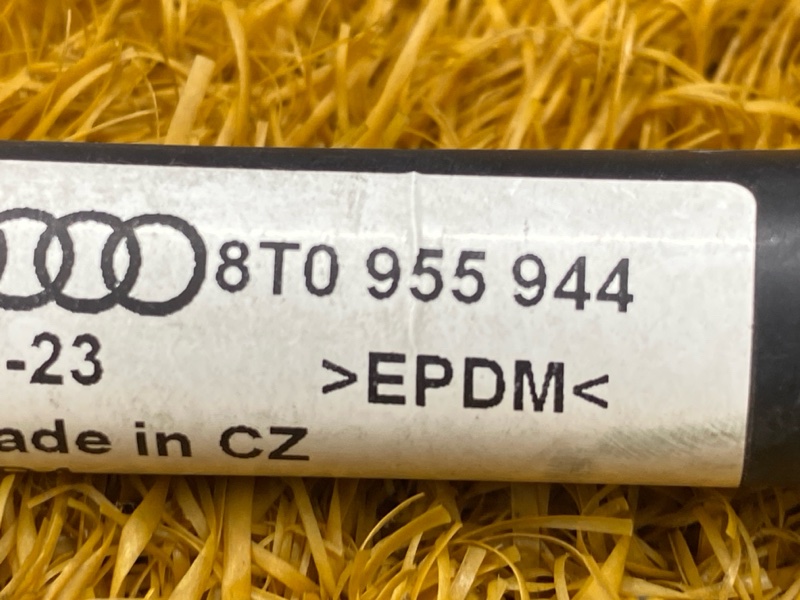 8T0 955 944
-23 >EPDM<
ade in CZ